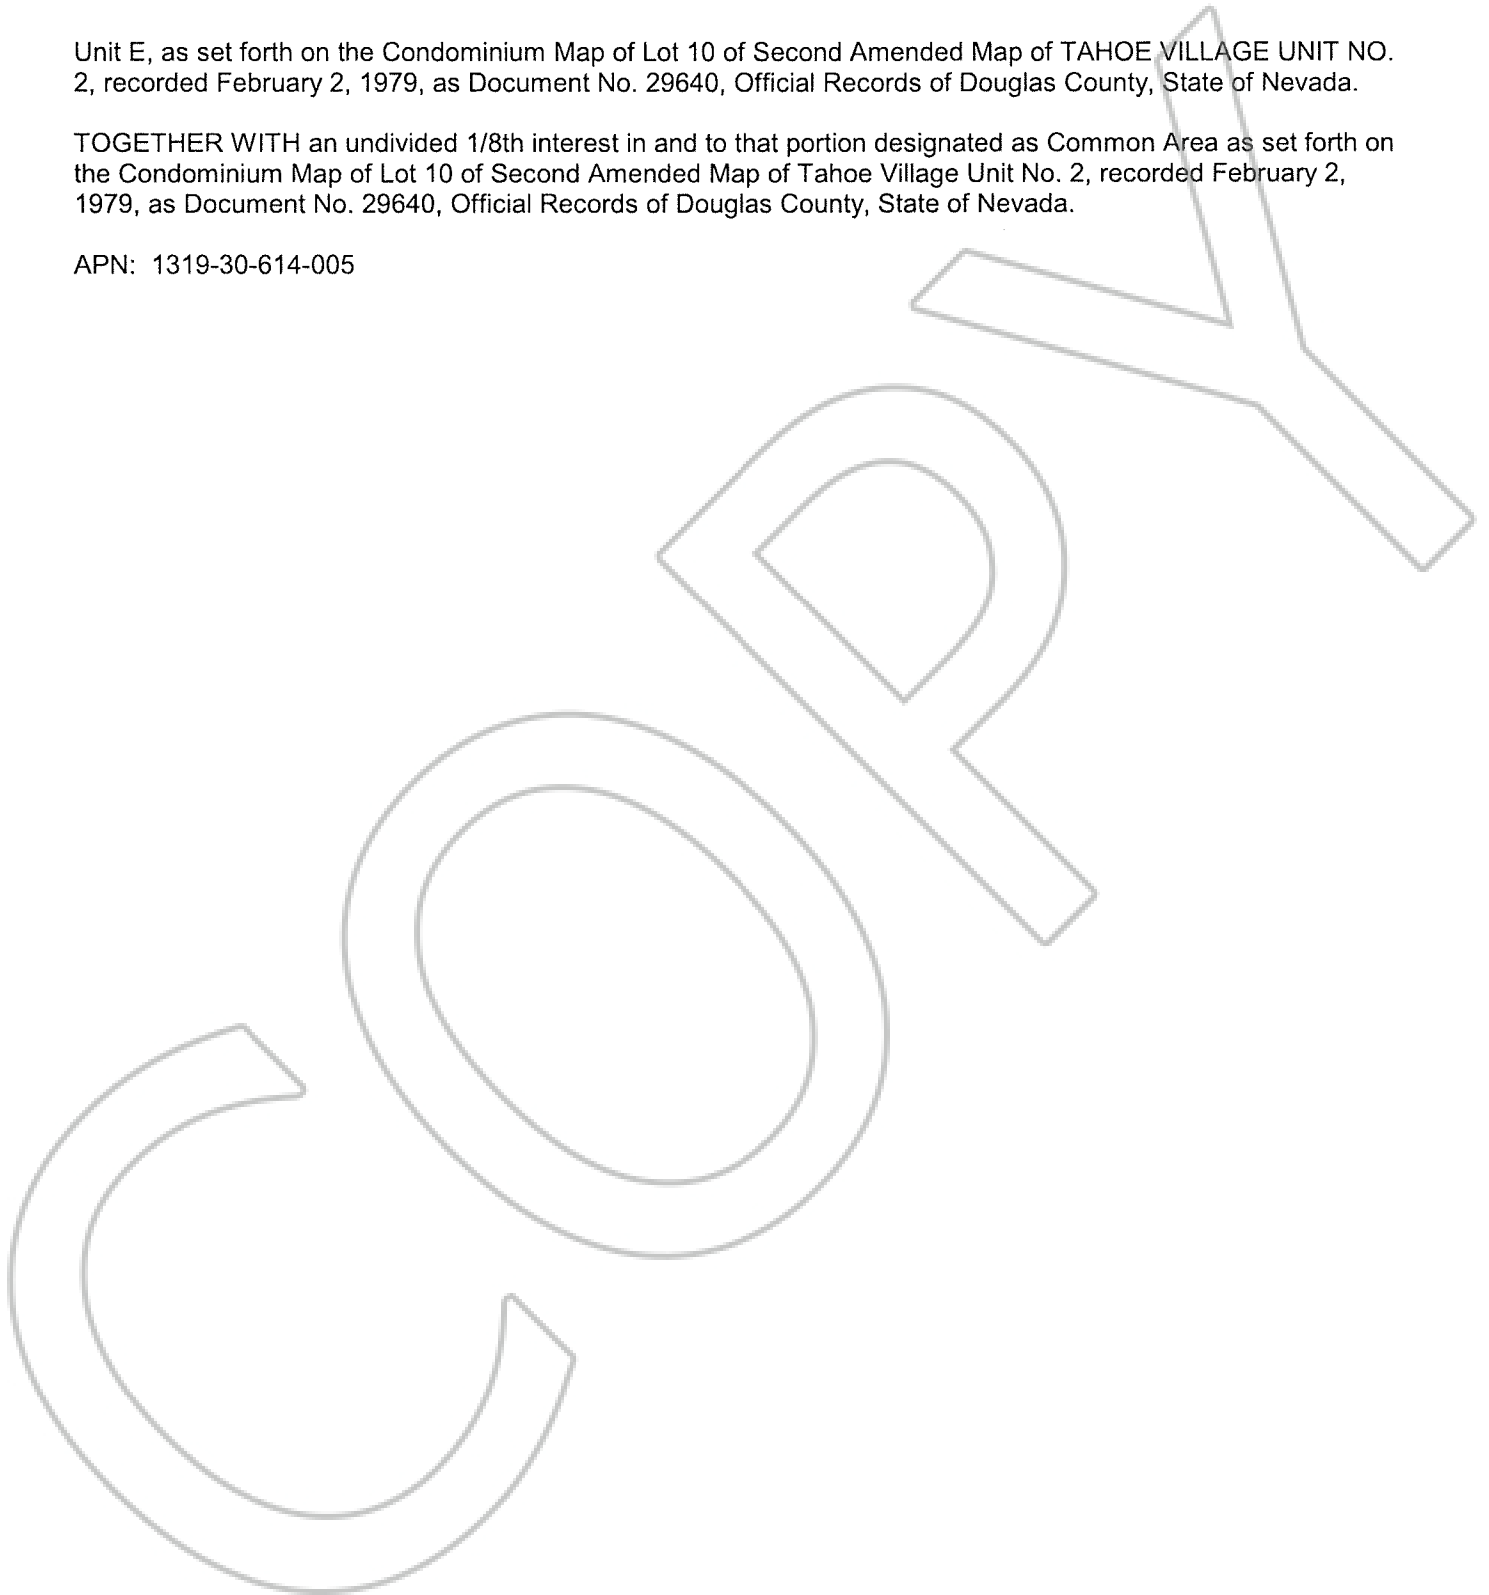 Unit E, as set forth on the Condominium Map of Lot 10 of Second Amended Map of TAHOE VILLAGE UNIT NO.
2, recorded February 2, 1979, as Document No. 29640, Official Records of Douglas County, State of Nevada.
TOGETHER WITH an undivided 1/8th interest in and to that portion designated as Common Area as set forth on
the Condominium Map of Lot 10 of Second Amended Map of Tahoe Village Unit No. 2, recorded February 2,
1979, as Document No. 29640, Official Records of Douglas County, State of Nevada.
APN: 1319-30-614-005
COPY